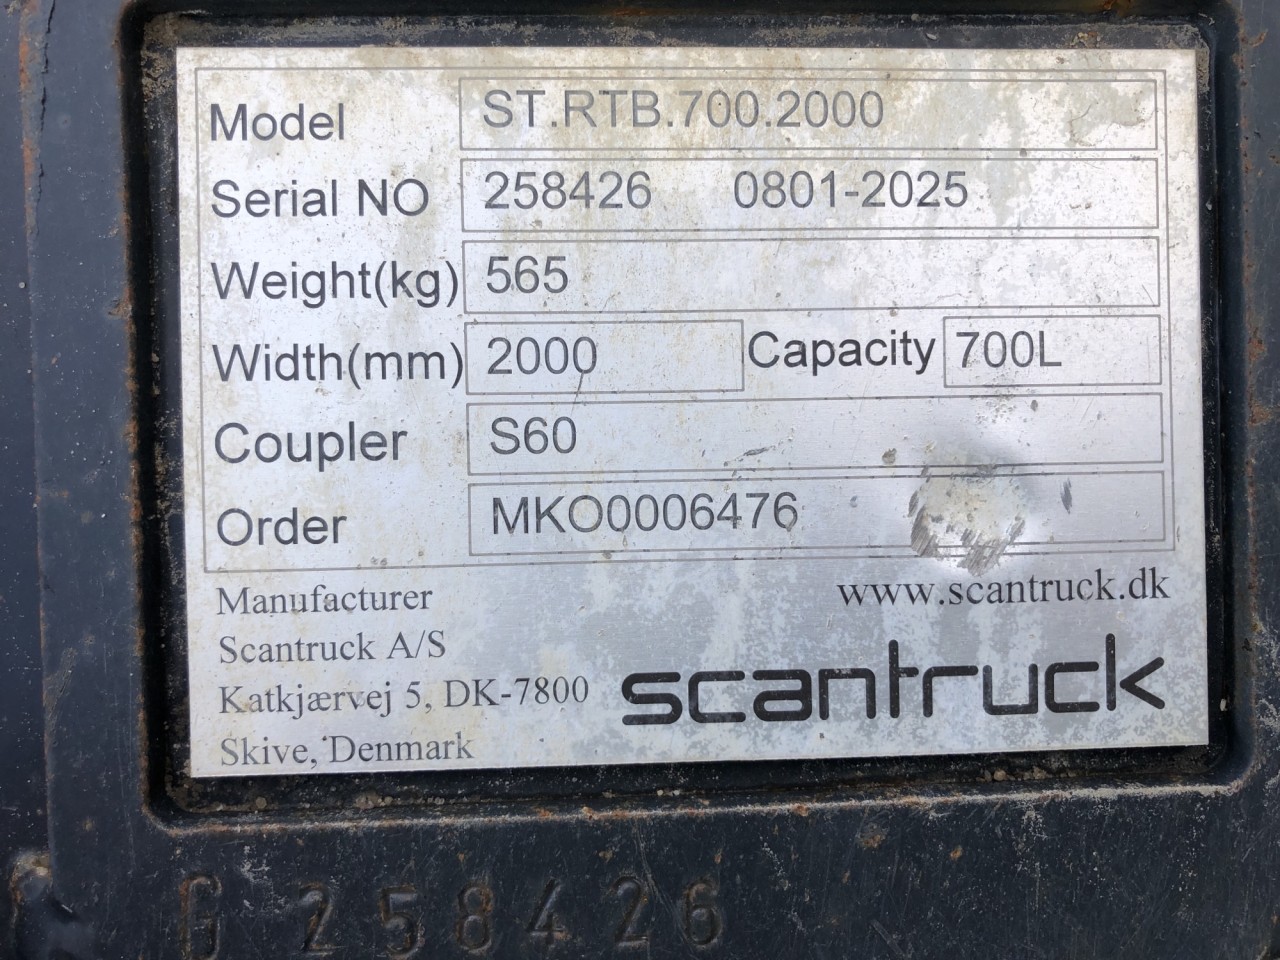 Model ST.RTB.700.2000
Serial NO 258426 0801-2025
Weight(kg) 565
Width(mm) 2000 Capacity 700L
Coupler S60
Order MKO0006476
Manufacturer www.scantruck.dk
Scantruck A/S
Katkjærvej 5, DK-7800 scantruck
Skive, Denmark
G 258426